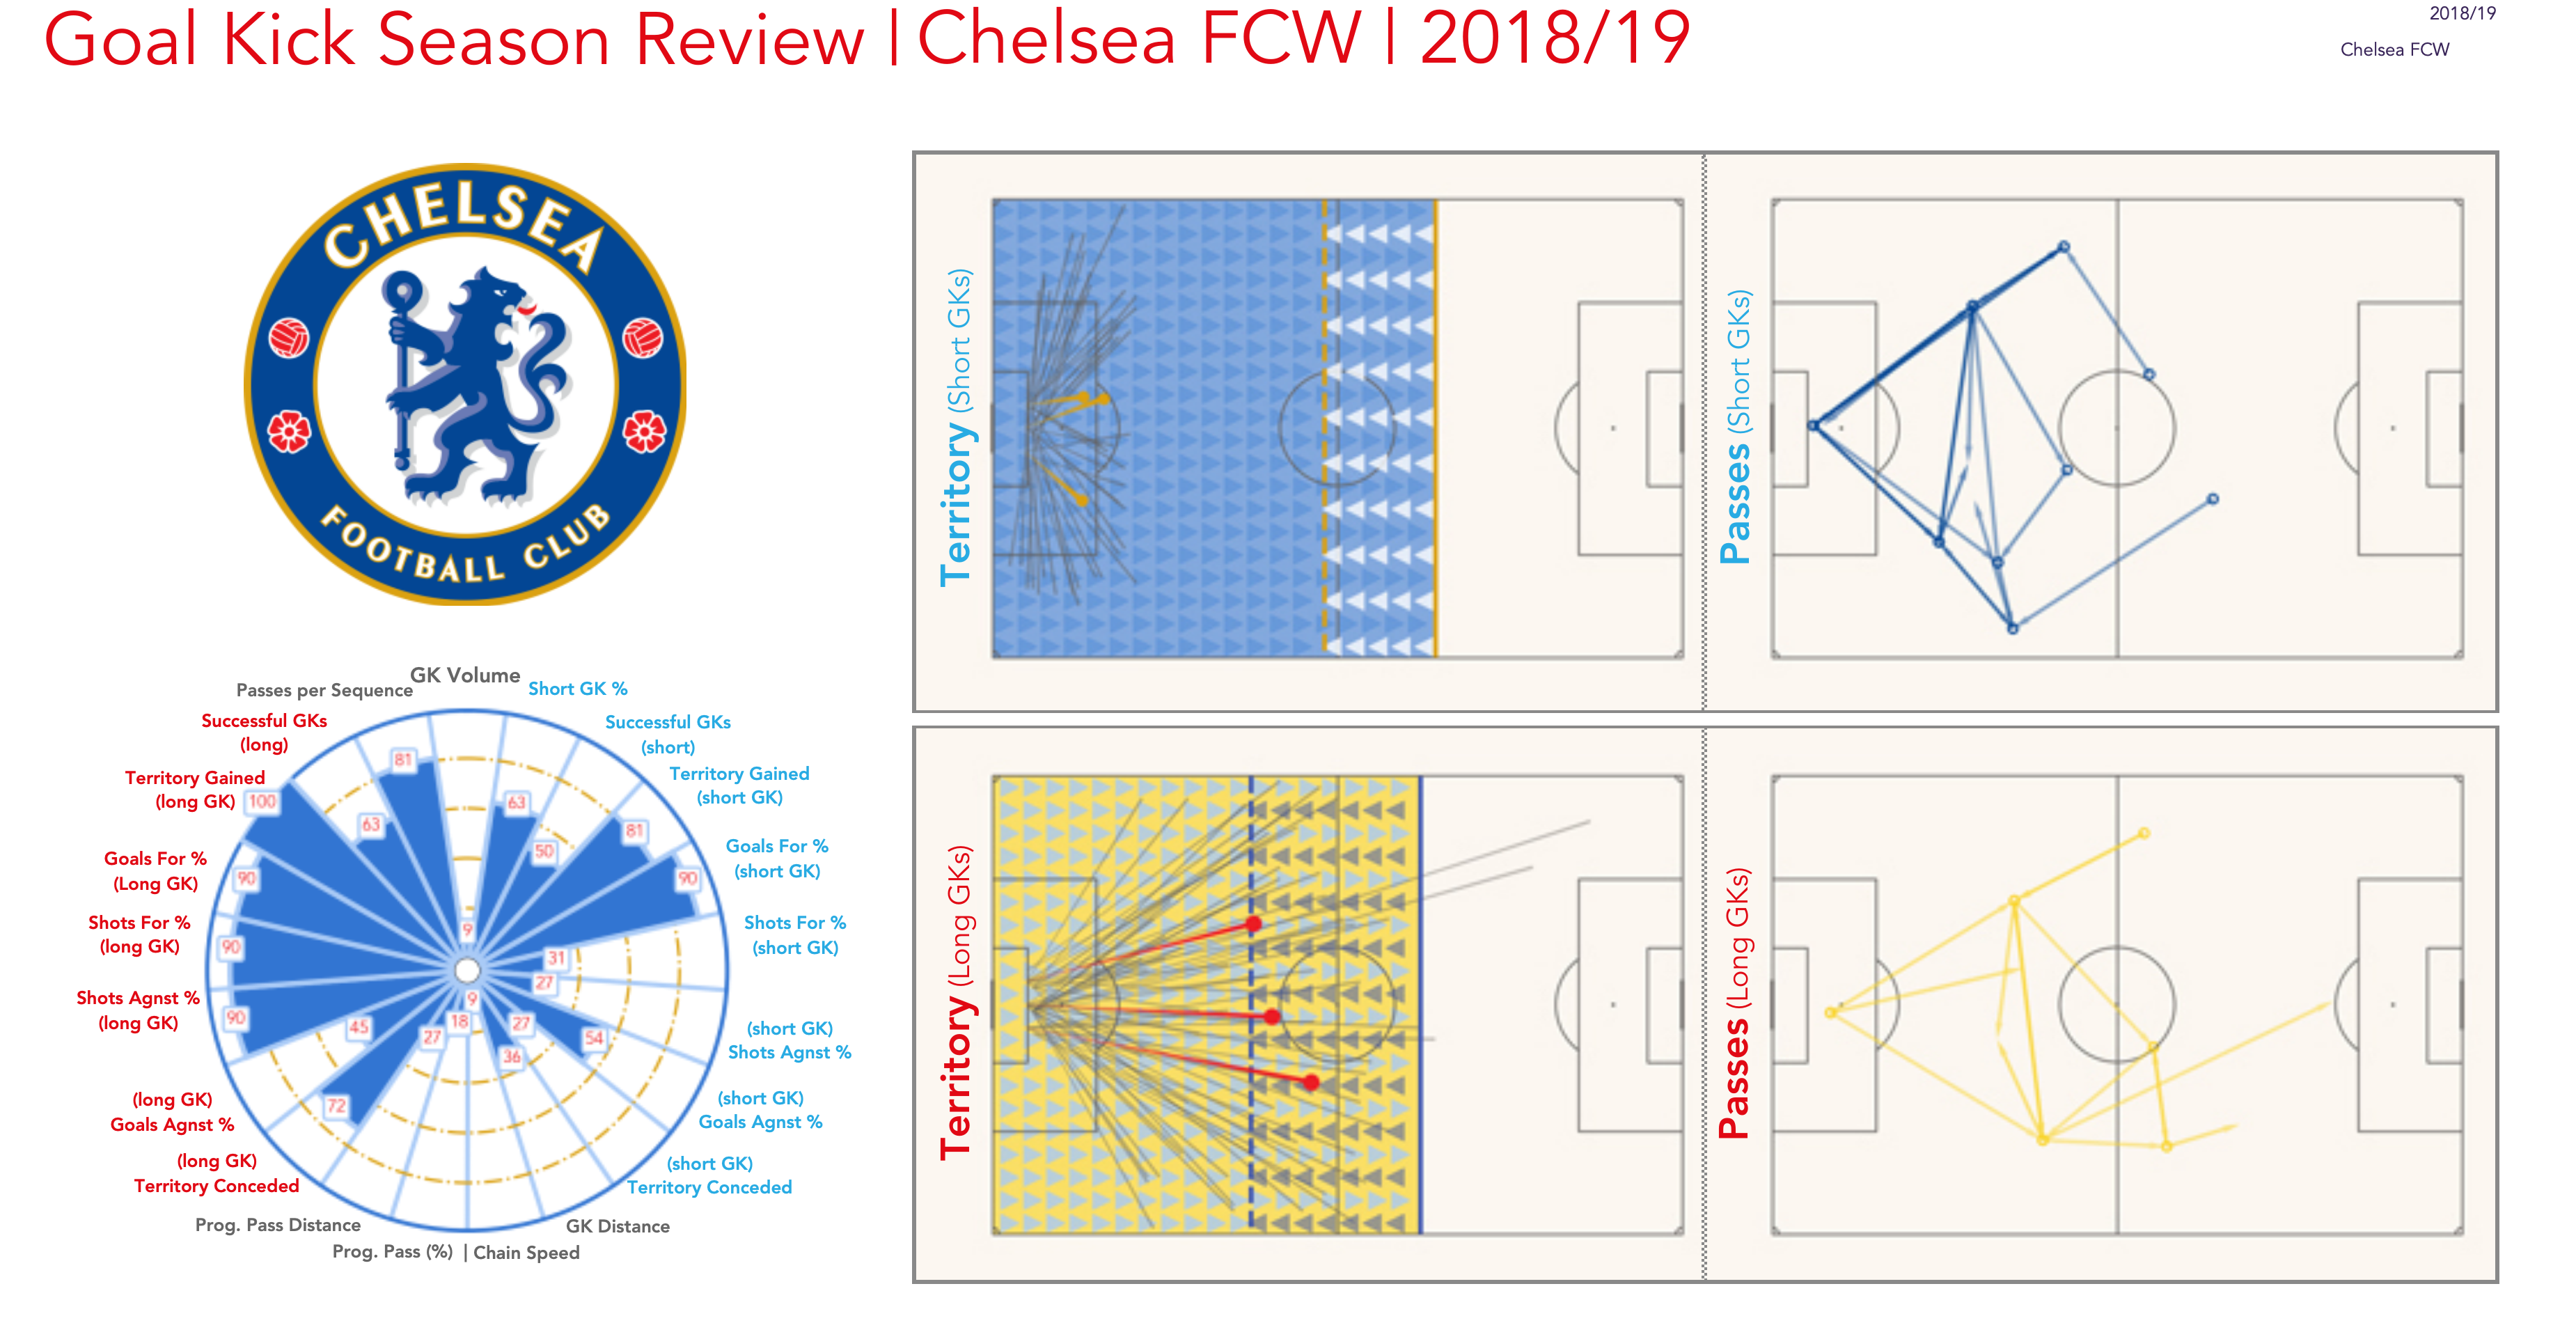 Goal Kick Season Review | Chelsea FCW | 2018/19
2018/19
Chelsea FCW
CHELSEA
FOOTBALL CLUB
GK Volume
Passes per Sequence
Short GK %
Successful GKs
(long)
Successful GKs
(short)
Territory Gained
(long GK)
Territory Gained
(short GK)
Goals For %
(Long GK)
Goals For %
(short GK)
Shots For %
(long GK)
Shots For %
(short GK)
Shots Agnst %
(long GK)
(short GK)
Shots Agnst %
(long GK)
Goals Agnst %
(short GK)
Goals Agnst %
(long GK)
Territory Conceded
(short GK)
Territory Conceded
Prog. Pass Distance
GK Distance
Prog. Pass (%) | Chain Speed
81
63
100
63
50
81
90
90
9
90
31
27
90
9
45
27
18
27
54
36
72
Territory (Short GKs)
Passes (Short GKs)
Territory (Long GKs)
Passes (Long GKs)